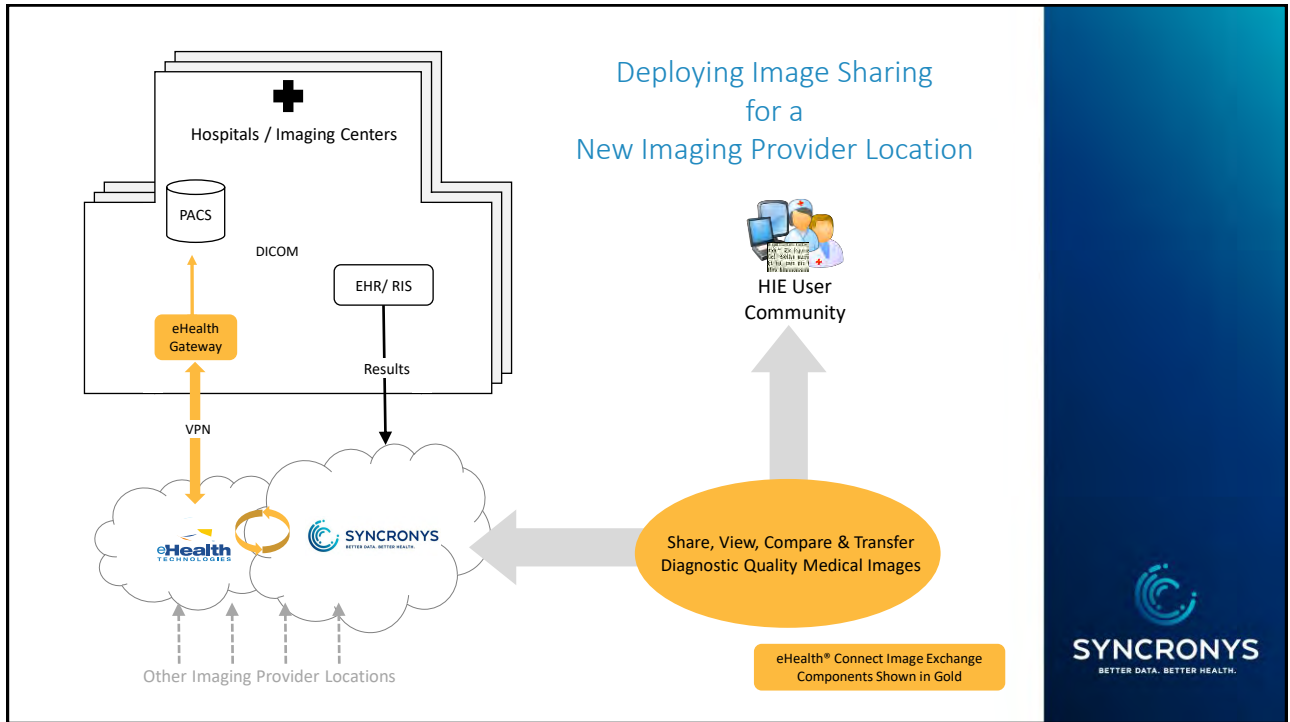 Deploying Image Sharing
for a
New Imaging Provider Location
Hospitals / Imaging Centers
PACS
DICOM
EHR/ RIS
eHealth
Gateway
Results
VPN
HIE User
Community
eHealth
TECHNOLOGIES
SYNCRONYS
BETTER DATA. BETTER HEALTH.
Share, View, Compare & Transfer
Diagnostic Quality Medical Images
Other Imaging Provider Locations
eHealth® Connect Image Exchange
Components Shown in Gold
SYNCRONYS
BETTER DATA. BETTER HEALTH.